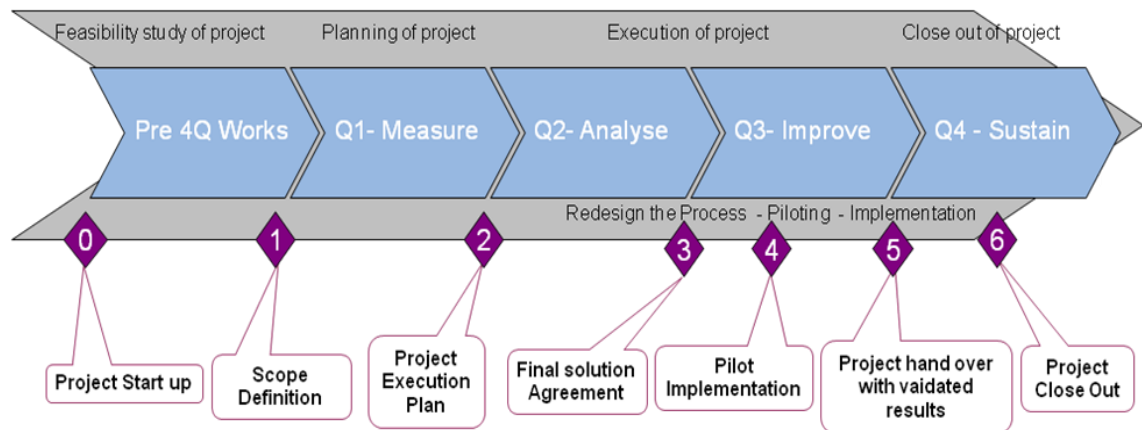 Feasibility study of project
Planning of project
Execution of project
Close out of project
Pre 4Q Works
Q1- Measure
Q2- Analyse
Q3- Improve
Q4 - Sustain
Redesign the Process - Piloting - Implementation
0
1
2
3
4
5
6
Project Start up
Scope
Definition
Project
Execution
Plan
Final solution
Agreement
Pilot
Implementation
Project hand over
with vaidated
results
Project
Close Out